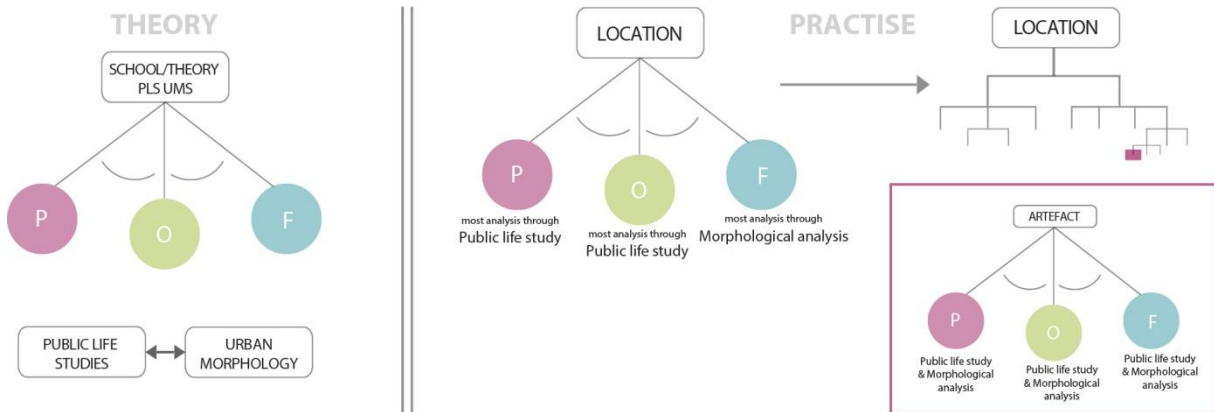 THEORY
SCHOOL/THEORY
PLS UMS
P
O
F
PUBLIC LIFE
STUDIES
URBAN
MORPHOLOGY
PRACTISE
LOCATION
P
O
F
most analysis through
Public life study
most analysis through
Public life study
most analysis through
Morphological analysis
LOCATION
ARTEFACT
P
O
F
Public life study
& Morphological
analysis
Public life study
& Morphological
analysis
Public life study
& Morphological
analysis